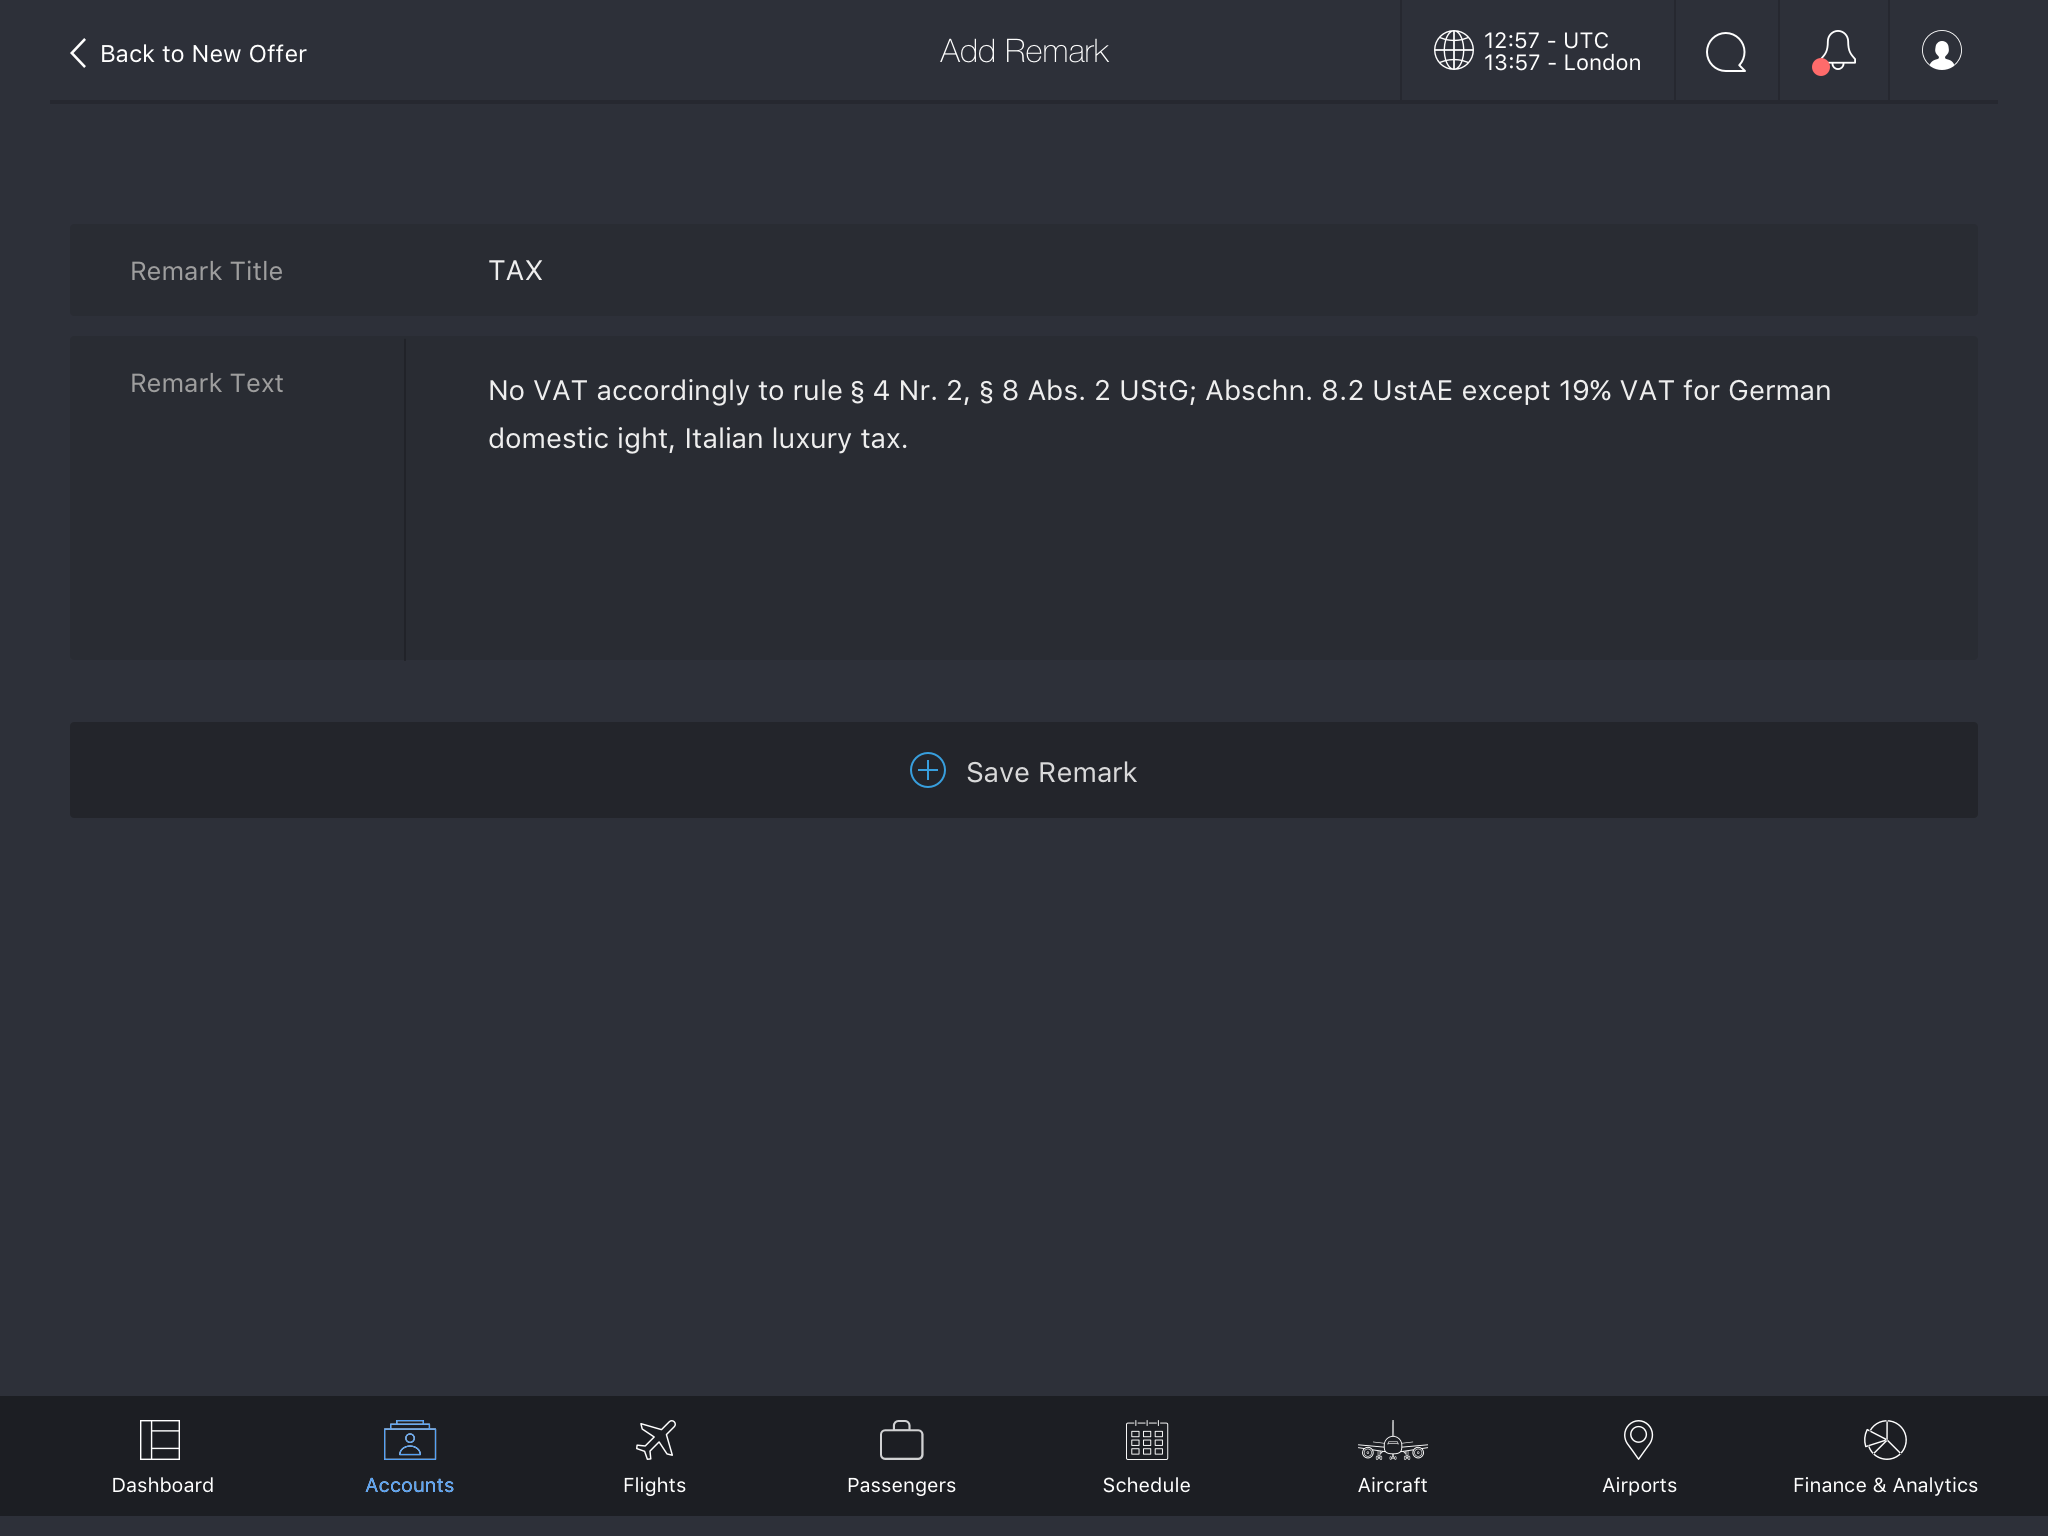 Back to New Offer
Add Remark
12:57 - UTC
13:57 - London
Remark Title
TAX
Remark Text
No VAT accordingly to rule § 4 Nr. 2, § 8 Abs. 2 UStG; Abschn. 8.2 UstAE except 19% VAT for German
domestic ight, Italian luxury tax.
Save Remark
Dashboard
Accounts
Flights
Passengers
Schedule
Aircraft
Airports
Finance & Analytics